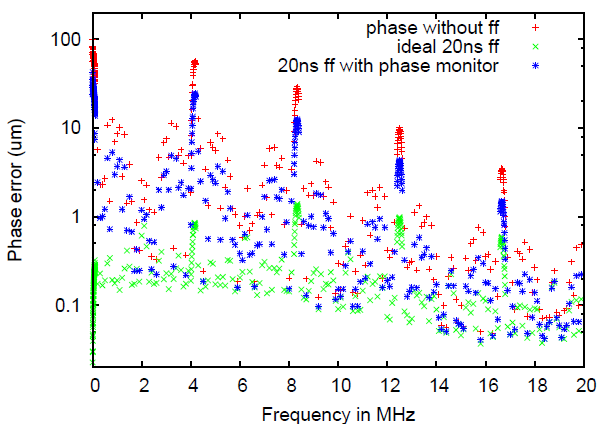 100
10
1
0.1
Phase error (um)
phase without ff
ideal 20ns ff
20ns ff with phase monitor
0 2 4 6 8 10 12 14 16 18 20
Frequency in MHz